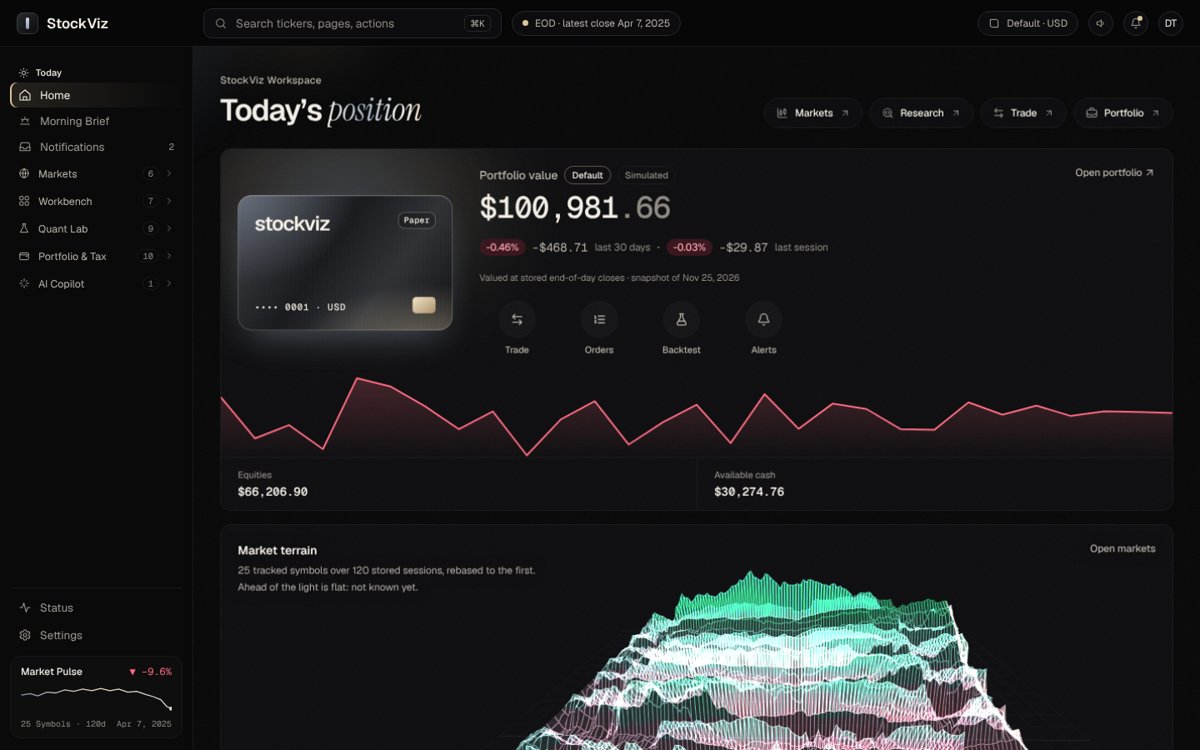 StockViz
Search tickers, pages, actions
⌘K
EOD · latest close Apr 7, 2025
Default · USD
DT
Today
Home
Morning Brief
Notifications 2
Markets 6
Workbench 7
Quant Lab 9
Portfolio & Tax 10
AI Copilot 1
Status
Settings
Market Pulse ▼ -9.6%
25 Symbols · 120d Apr 7, 2025
StockViz Workspace
Today's position
Markets ↗
Research ↗
Trade ↗
Portfolio ↗
stockviz
Paper
•••• 0001 · USD
Portfolio value Default Simulated
Open portfolio ↗
$100,981.66
-0.46% -$468.71 last 30 days · -0.03% -$29.87 last session
Valued at stored end-of-day closes · snapshot of Nov 25, 2026
Trade
Orders
Backtest
Alerts
Equities
$66,206.90
Available cash
$30,274.76
Market terrain
Open markets
25 tracked symbols over 120 stored sessions, rebased to the first.
Ahead of the light is flat: not known yet.